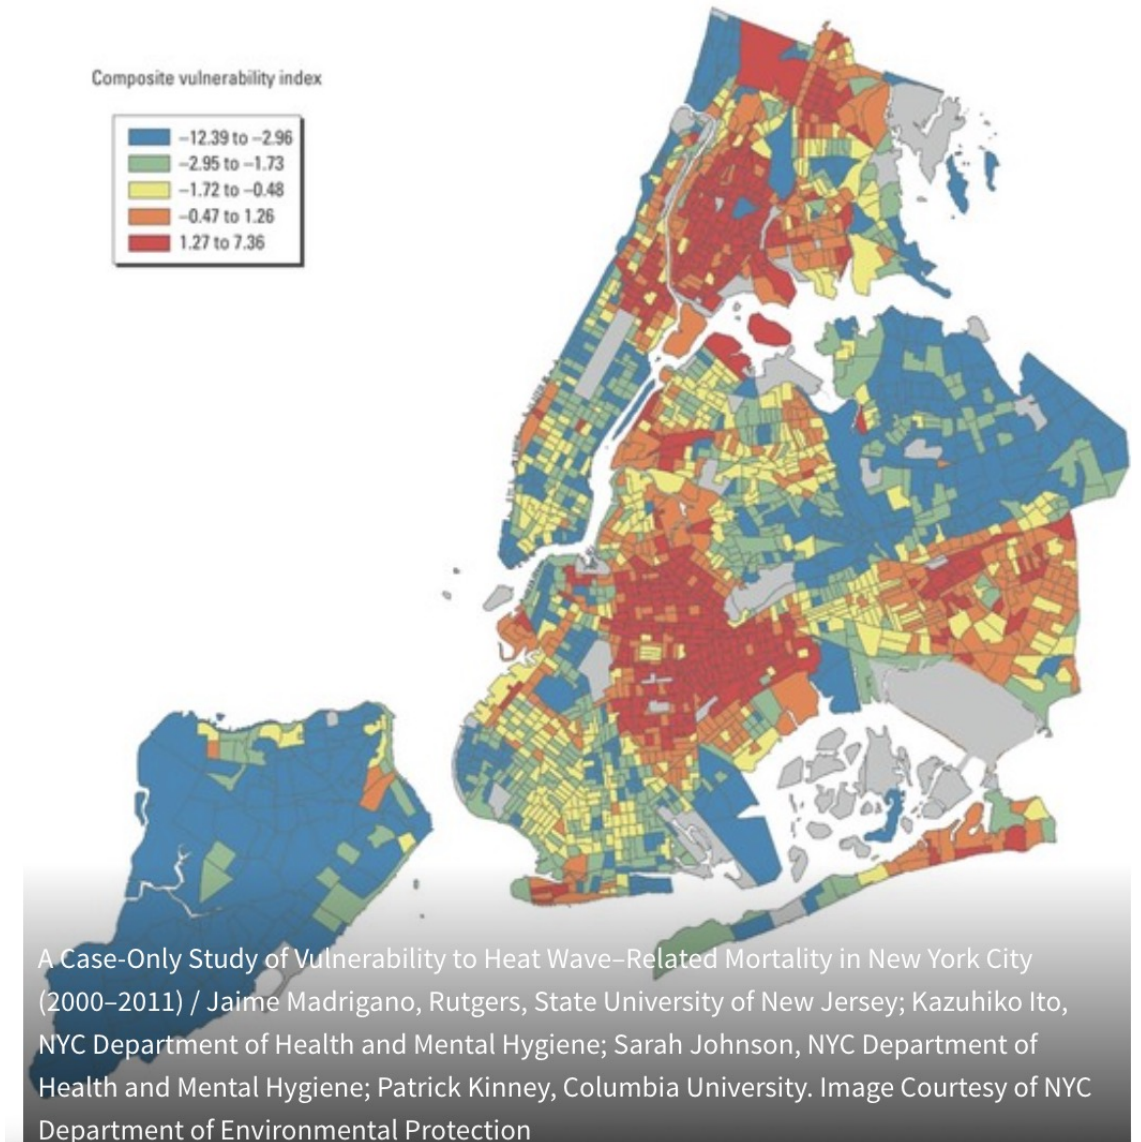 Composite vulnerability index
–12.39 to –2.96
–2.95 to –1.73
–1.72 to –0.48
–0.47 to 1.26
1.27 to 7.36
A Case-Only Study of Vulnerability to Heat Wave–Related Mortality in New York City
(2000–2011) / Jaime Madrigano, Rutgers, State University of New Jersey; Kazuhiko Ito,
NYC Department of Health and Mental Hygiene; Sarah Johnson, NYC Department of
Health and Mental Hygiene; Patrick Kinney, Columbia University. Image Courtesy of NYC
Department of Environmental Protection